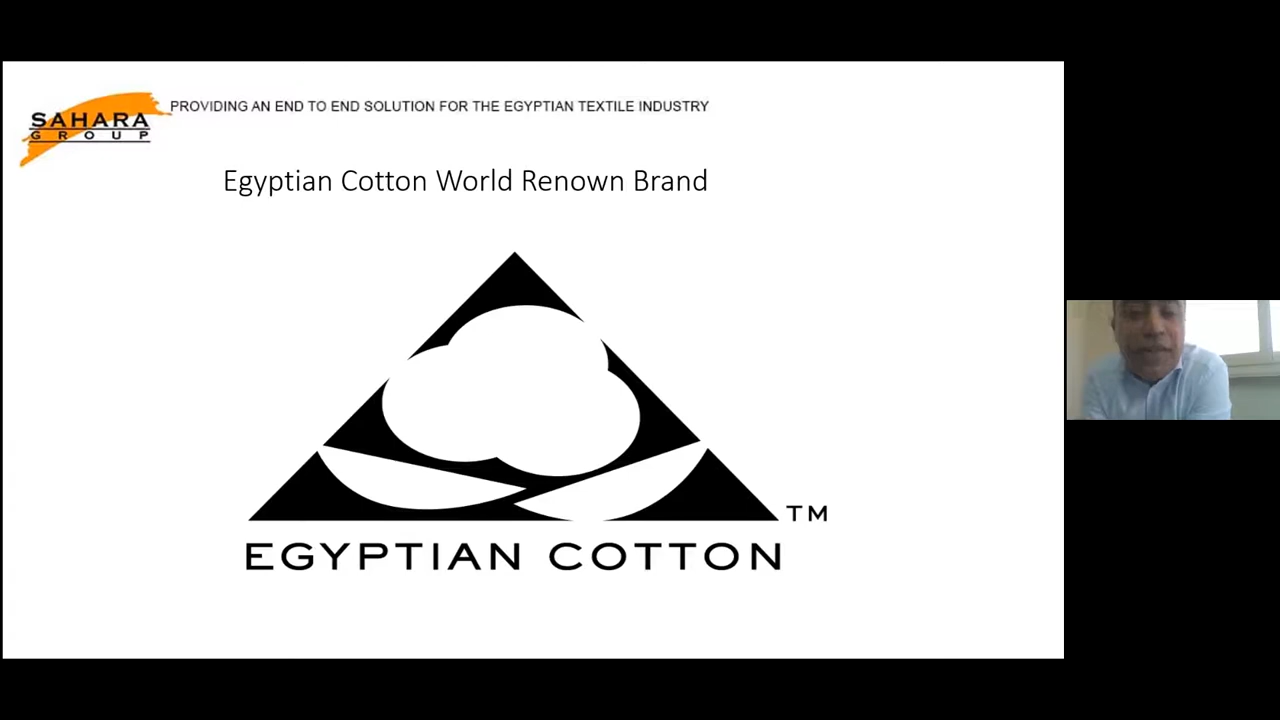 SAHARA
GROUP
PROVIDING AN END TO END SOLUTION FOR THE EGYPTIAN TEXTILE INDUSTRY
Egyptian Cotton World Renown Brand
TM
EGYPTIAN COTTON